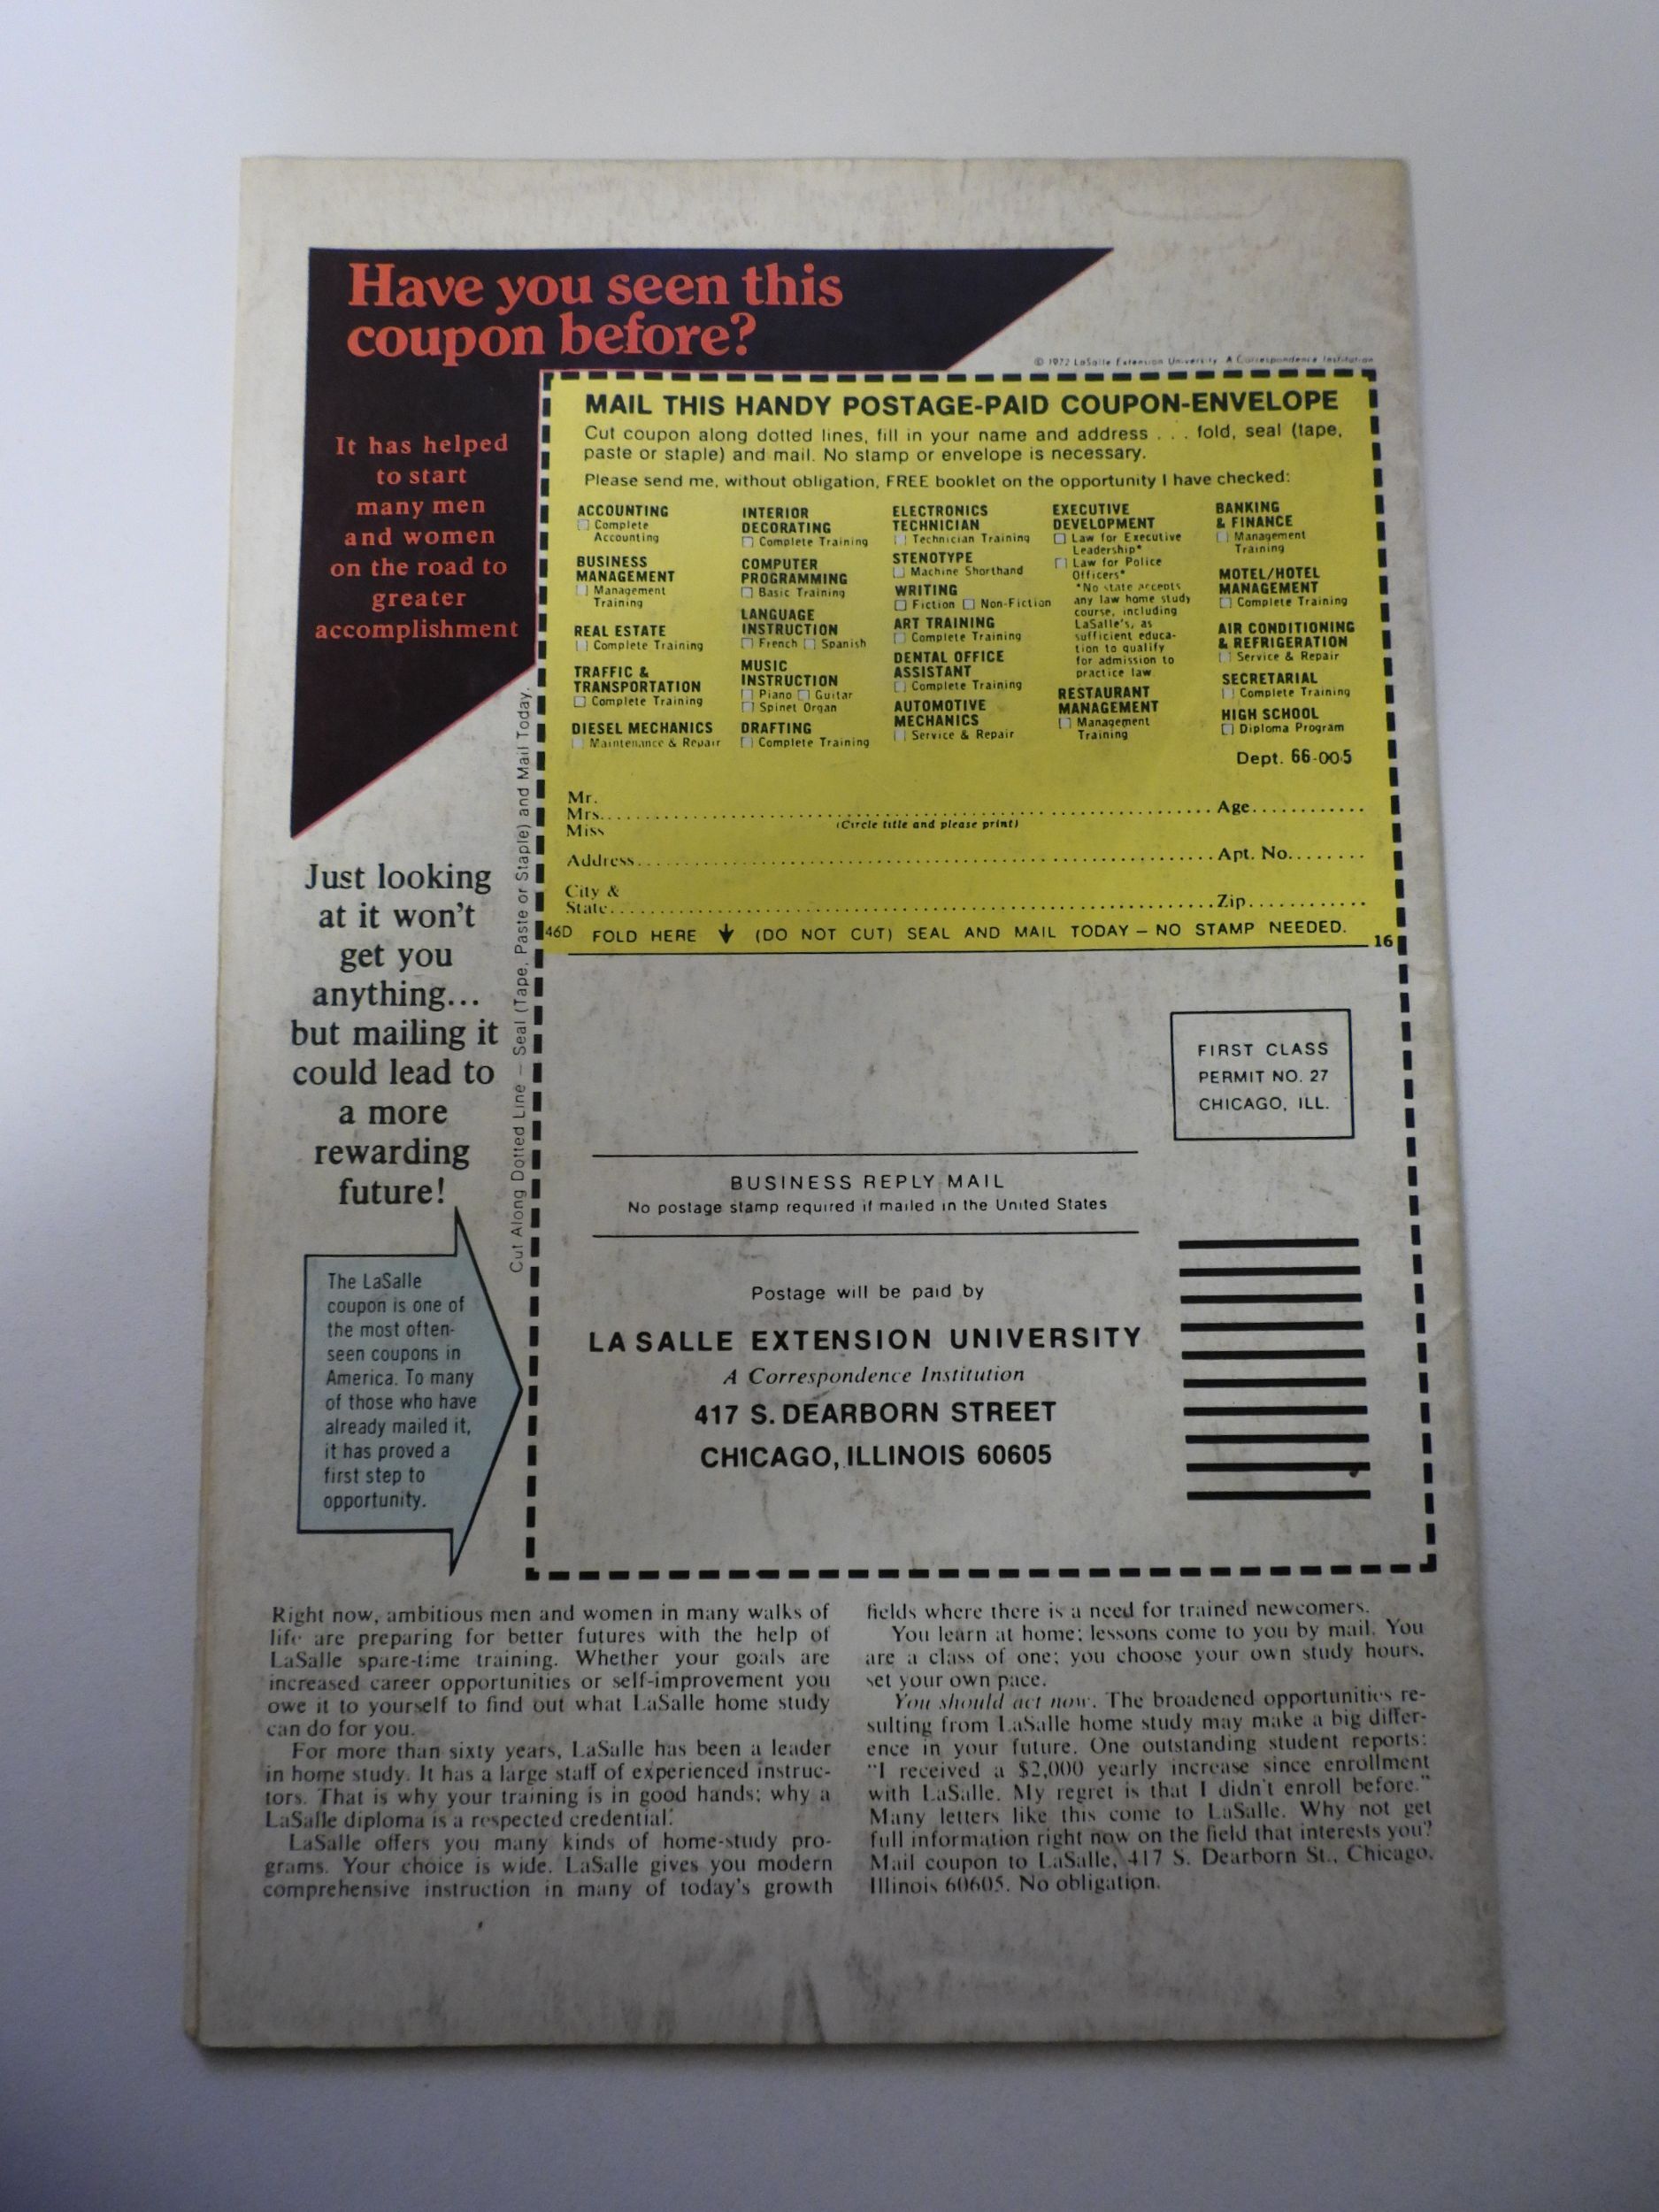 Have you seen this
coupon before?
It has helped
to start
many men
and women
on the road to
greater
accomplishment
© 1972 LaSalle Extension University A Correspondence Institution
MAIL THIS HANDY POSTAGE-PAID COUPON-ENVELOPE
Cut coupon along dotted lines, fill in your name and address . . . fold, seal (tape,
paste or staple) and mail. No stamp or envelope is necessary.
Please send me, without obligation, FREE booklet on the opportunity I have checked:
ACCOUNTING
Complete
Accounting
BUSINESS
MANAGEMENT
Management
Training
REAL ESTATE
Complete Training
TRAFFIC &
TRANSPORTATION
Complete Training
DIESEL MECHANICS
Maintenance & Repair
INTERIOR
DECORATING
Complete Training
COMPUTER
PROGRAMMING
Basic Training
LANGUAGE
INSTRUCTION
French Spanish
MUSIC
INSTRUCTION
Piano Guitar
Spinet Organ
DRAFTING
Complete Training
ELECTRONICS
TECHNICIAN
Technician Training
STENOTYPE
Machine Shorthand
WRITING
Fiction Non-Fiction
ART TRAINING
Complete Training
DENTAL OFFICE
ASSISTANT
Complete Training
AUTOMOTIVE
MECHANICS
Service & Repair
EXECUTIVE
DEVELOPMENT
Law for Executive
Leadership*
Law for Police
Officers*
*No state accepts
any law home study
course, including
LaSalle's, as
sufficient educa-
tion to qualify
for admission to
practice law.
RESTAURANT
MANAGEMENT
Management
Training
BANKING
& FINANCE
Management
Training
MOTEL/HOTEL
MANAGEMENT
Complete Training
AIR CONDITIONING
& REFRIGERATION
Service & Repair
SECRETARIAL
Complete Training
HIGH SCHOOL
Diploma Program
Dept. 66-005
Mr.
Mrs. Age
Miss (Circle title and please print)
Address Apt. No.
City &
State Zip
46D FOLD HERE (DO NOT CUT) SEAL AND MAIL TODAY – NO STAMP NEEDED.
16
Cut Along Dotted Line – Seal (Tape, Paste or Staple) and Mail Today.
Just looking
at it won't
get you
anything...
but mailing it
could lead to
a more
rewarding
future!
The LaSalle
coupon is one of
the most often-
seen coupons in
America. To many
of those who have
already mailed it,
it has proved a
first step to
opportunity.
FIRST CLASS
PERMIT NO. 27
CHICAGO, ILL.
BUSINESS REPLY MAIL
No postage stamp required if mailed in the United States
Postage will be paid by
LA SALLE EXTENSION UNIVERSITY
A Correspondence Institution
417 S. DEARBORN STREET
CHICAGO, ILLINOIS 60605
Right now, ambitious men and women in many walks of
life are preparing for better futures with the help of
LaSalle spare-time training. Whether your goals are
increased career opportunities or self-improvement you
owe it to yourself to find out what LaSalle home study
can do for you.
For more than sixty years, LaSalle has been a leader
in home study. It has a large staff of experienced instruc-
tors. That is why your training is in good hands; why a
LaSalle diploma is a respected credential.
LaSalle offers you many kinds of home-study pro-
grams. Your choice is wide. LaSalle gives you modern
comprehensive instruction in many of today's growth
fields where there is a need for trained newcomers.
You learn at home; lessons come to you by mail. You
are a class of one; you choose your own study hours,
set your own pace.
You should act now. The broadened opportunities re-
sulting from LaSalle home study may make a big differ-
ence in your future. One outstanding student reports:
"I received a $2,000 yearly increase since enrollment
with LaSalle. My regret is that I didn't enroll before."
Many letters like this come to LaSalle. Why not get
full information right now on the field that interests you?
Mail coupon to LaSalle, 417 S. Dearborn St., Chicago,
Illinois 60605. No obligation.